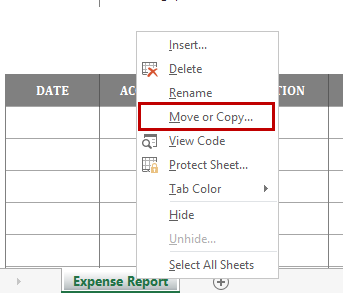 Insert...
Delete
DATE
ACC
TION
Rename
Move or Copy...
View Code
Protect Sheet...
Tab Color
Hide
Unhide...
Select All Sheets
Expense Report